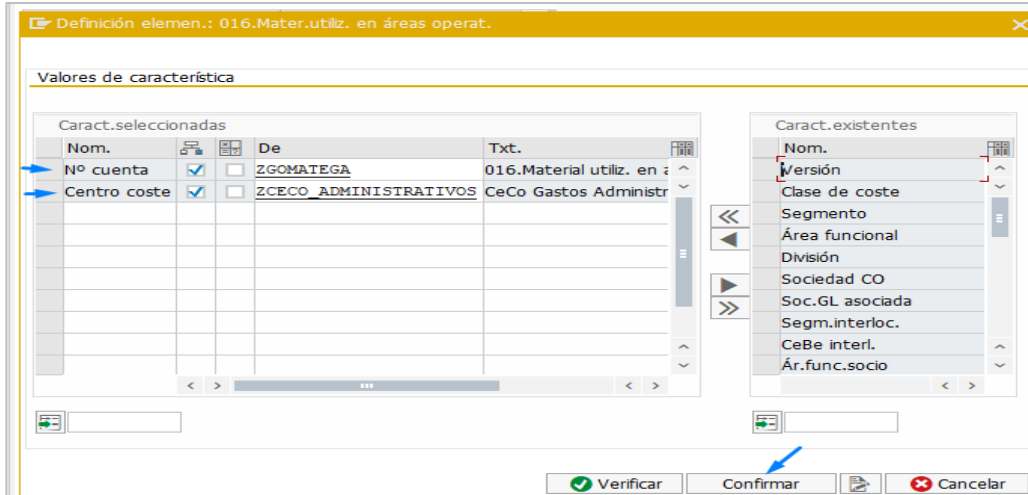 Definición elemen.: 016.Mater.utiliz. en áreas operat.
Valores de característica
Caract.seleccionadas
Nom. De Txt.
Nº cuenta ZGOMATEGA 016.Material utiliz. en
Centro coste ZCECO_ADMINISTRATIVOS CeCo Gastos Administr
Caract.existentes
Nom.
Versión
Clase de coste
Segmento
Área funcional
División
Sociedad CO
Soc.GL asociada
Segm.interloc.
CeBe interl.
Ár.func.socio
Verificar Confirmar Cancelar